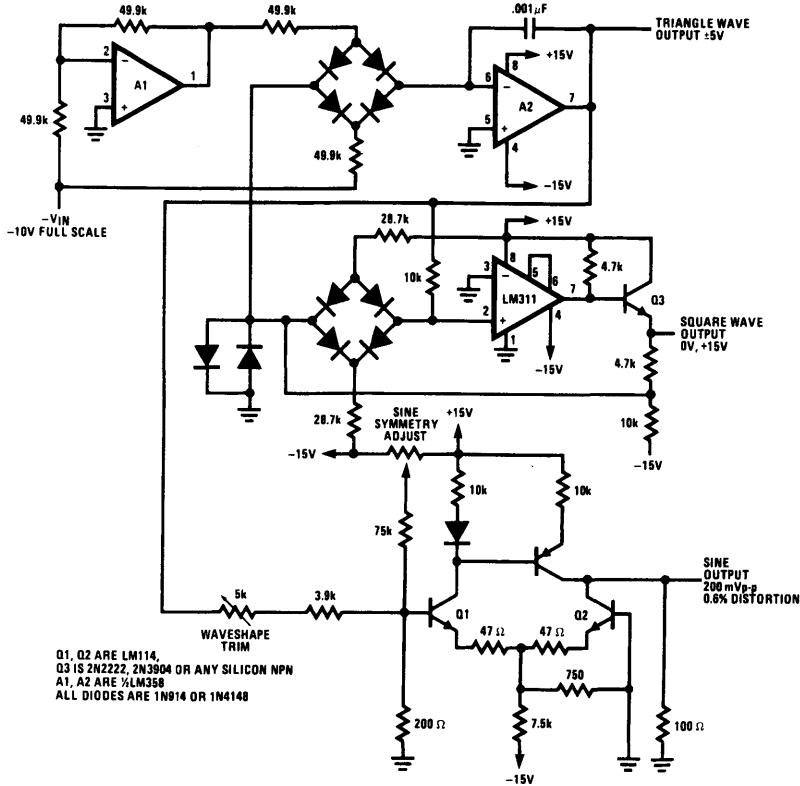 49.9k
49.9k
.001μF
TRIANGLE WAVE
OUTPUT ±5V
2
−
A1
1
3
+
8
+15V
6
−
A2
7
5
+
4
−15V
49.9k
49.9k
−VIN
−10V FULL SCALE
28.7k
+15V
10k
3
−
8
5
6
4.7k
LM311
7
Q3
2
+
4
1
−15V
SQUARE WAVE
OUTPUT
0V, +15V
4.7k
28.7k
SINE
SYMMETRY
ADJUST
+15V
10k
−15V
−15V
10k
10k
75k
SINE
OUTPUT
200 mVp-p
0.6% DISTORTION
5k
3.9k
Q1
Q2
WAVESHAPE
TRIM
47 Ω
47 Ω
Q1, Q2 ARE LM114,
Q3 IS 2N2222, 2N3904 OR ANY SILICON NPN
A1, A2 ARE ½LM358
ALL DIODES ARE 1N914 OR 1N4148
750
200 Ω
7.5k
100 Ω
−15V